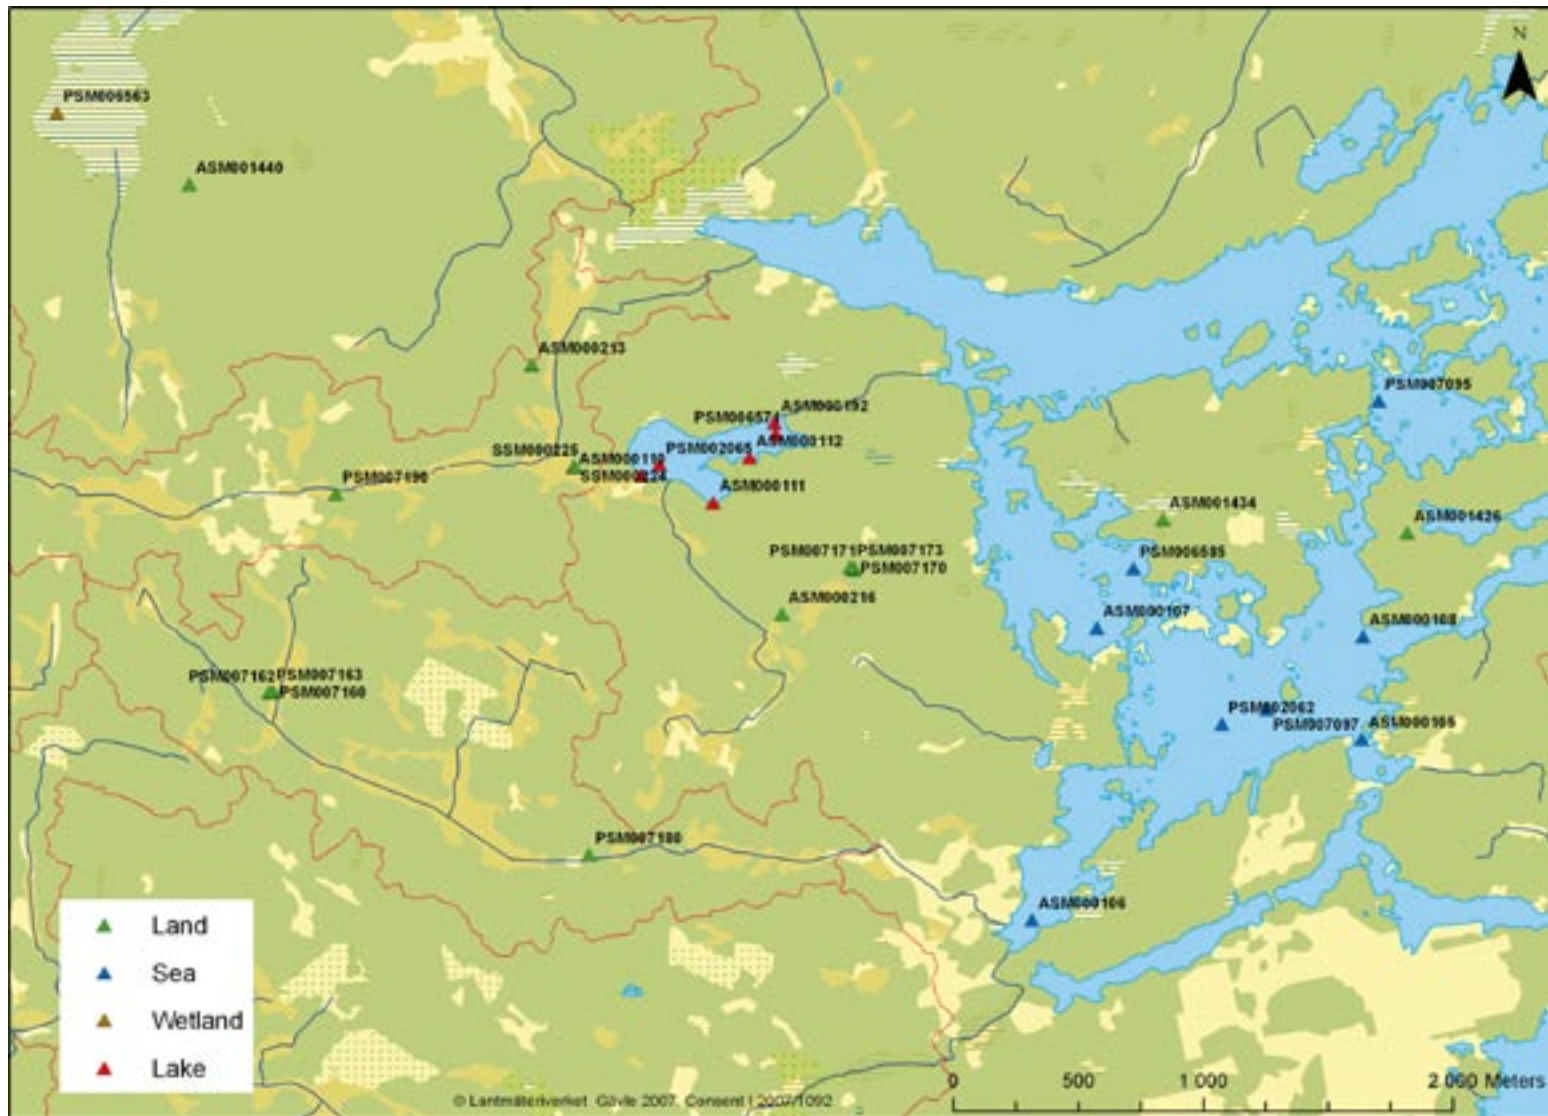 N
PSM006563
ASM001440
ASM000213
PSM007095
ASM000192
PSM006574
ASM000112
PSM002065
SSM000225
ASM000110
SSM000224
PSM007190
ASM000111
ASM001434
ASM001426
PSM007171 PSM007173
PSM007170
PSM006585
ASM000216
ASM000107
ASM000108
PSM007162 PSM007163
PSM007160
PSM002062
PSM007097
ASM000105
PSM007180
ASM000106
Land
Sea
Wetland
Lake
0 500 1 000 2 000 Meters
© Lantmäteriverket Gävle 2007. Consent I 2007/1092